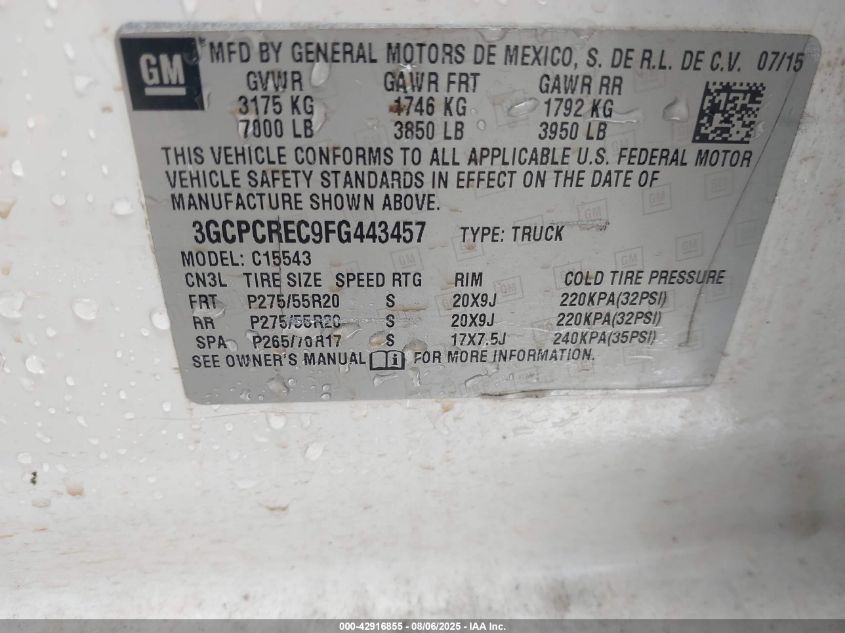 GM
MFD BY GENERAL MOTORS DE MEXICO, S. DE R.L. DE C.V. 07/15
GVWR GAWR FRT GAWR RR
3175 KG 1746 KG 1792 KG
7000 LB 3850 LB 3950 LB
THIS VEHICLE CONFORMS TO ALL APPLICABLE U.S. FEDERAL MOTOR
VEHICLE SAFETY STANDARDS IN EFFECT ON THE DATE OF
MANUFACTURE SHOWN ABOVE.
3GCPCREC9FG443457 TYPE: TRUCK
MODEL: C15543
CN3L TIRE SIZE SPEED RTG RIM COLD TIRE PRESSURE
FRT P275/55R20 S 20X9J 220KPA(32PSI)
RR P275/55R20 S 20X9J 220KPA(32PSI)
SPA P265/70R17 S 17X7.5J 240KPA(35PSI)
SEE OWNER'S MANUAL i FOR MORE INFORMATION.
000-42916855 - 08/06/2025 - IAA Inc.